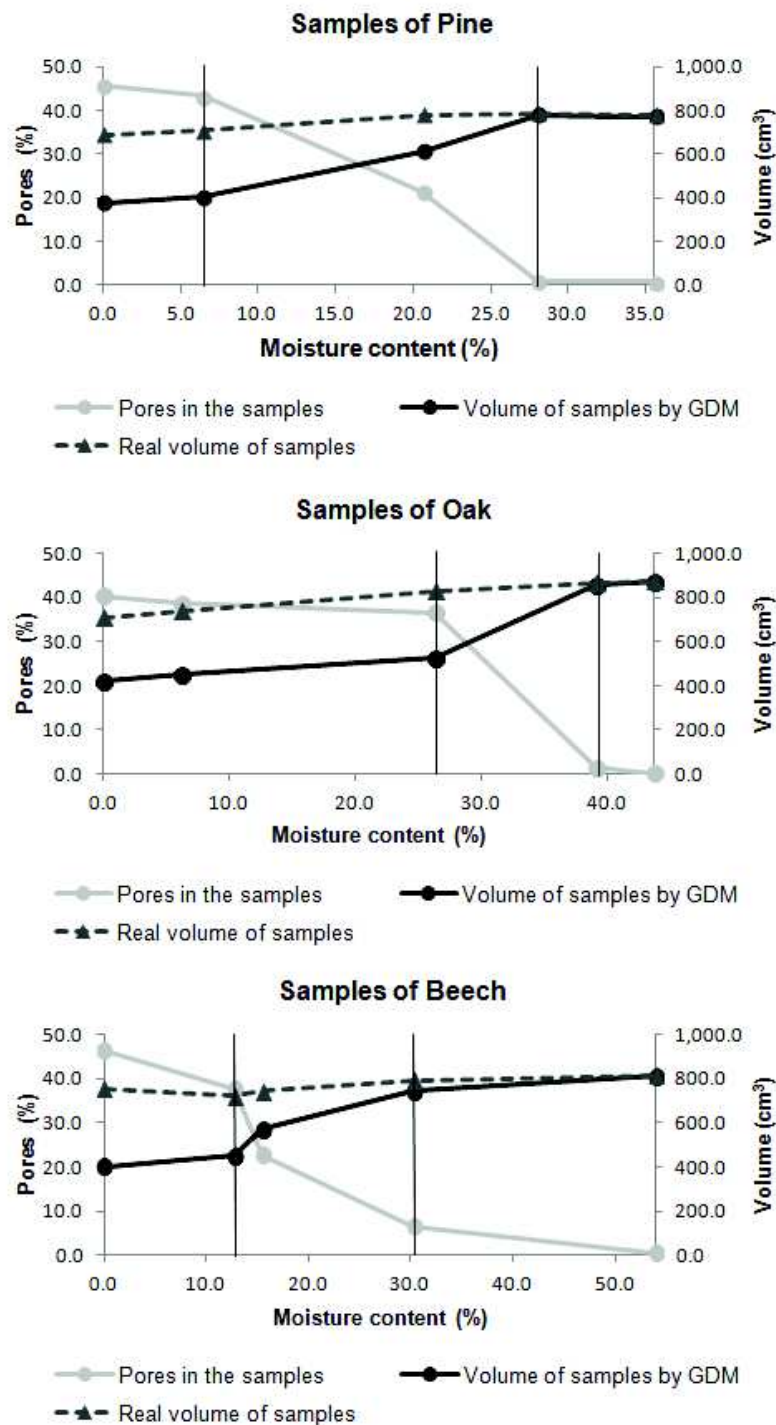 Samples of Pine
50.0
40.0
30.0
20.0
10.0
0.0
Pores (%)
1,000.0
800.0
600.0
400.0
200.0
0.0
Volume (cm³)
0.0 5.0 10.0 15.0 20.0 25.0 30.0 35.0
Moisture content (%)
Pores in the samples Volume of samples by GDM
Real volume of samples
Samples of Oak
50.0
40.0
30.0
20.0
10.0
0.0
Pores (%)
1,000.0
800.0
600.0
400.0
200.0
0.0
Volume (cm³)
0.0 10.0 20.0 30.0 40.0
Moisture content (%)
Pores in the samples Volume of samples by GDM
Real volume of samples
Samples of Beech
50.0
40.0
30.0
20.0
10.0
0.0
Pores (%)
1,000.0
800.0
600.0
400.0
200.0
0.0
Volume (cm³)
0.0 10.0 20.0 30.0 40.0 50.0
Moisture content (%)
Pores in the samples Volume of samples by GDM
Real volume of samples